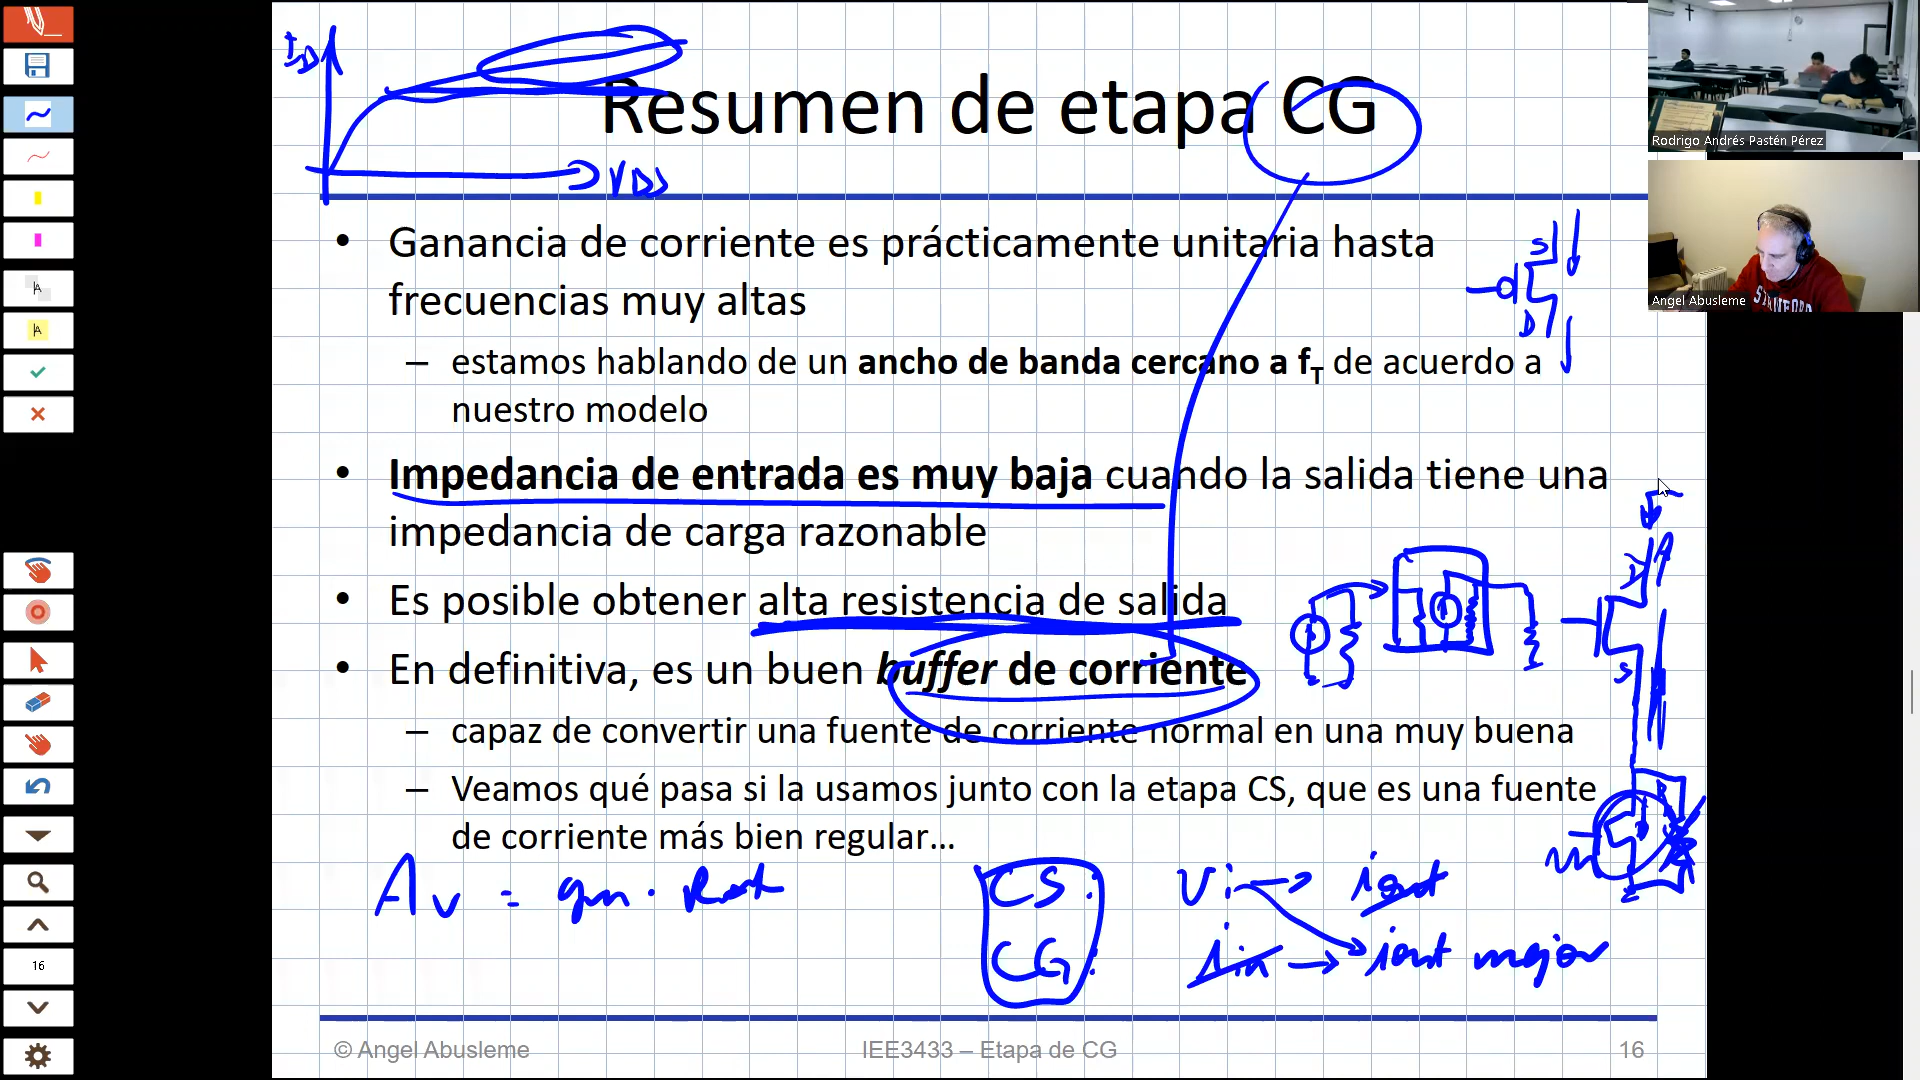 I_D
Resumen de etapa CG
VDS
• Ganancia de corriente es prácticamente unitaria hasta
frecuencias muy altas
– estamos hablando de un ancho de banda cercano a fT de acuerdo a
nuestro modelo
• Impedancia de entrada es muy baja cuando la salida tiene una
impedancia de carga razonable
• Es posible obtener alta resistencia de salida
• En definitiva, es un buen buffer de corriente
– capaz de convertir una fuente de corriente normal en una muy buena
– Veamos qué pasa si la usamos junto con la etapa CS, que es una fuente
de corriente más bien regular…
S
D
S
Av = gm . Rout
CS :
CG :
Vi → iout
iin → iout mejor
© Angel Abusleme
IEE3433 – Etapa de CG
16
Rodrigo Andrés Pastén Pérez
Angel Abusleme
STANFORD
16